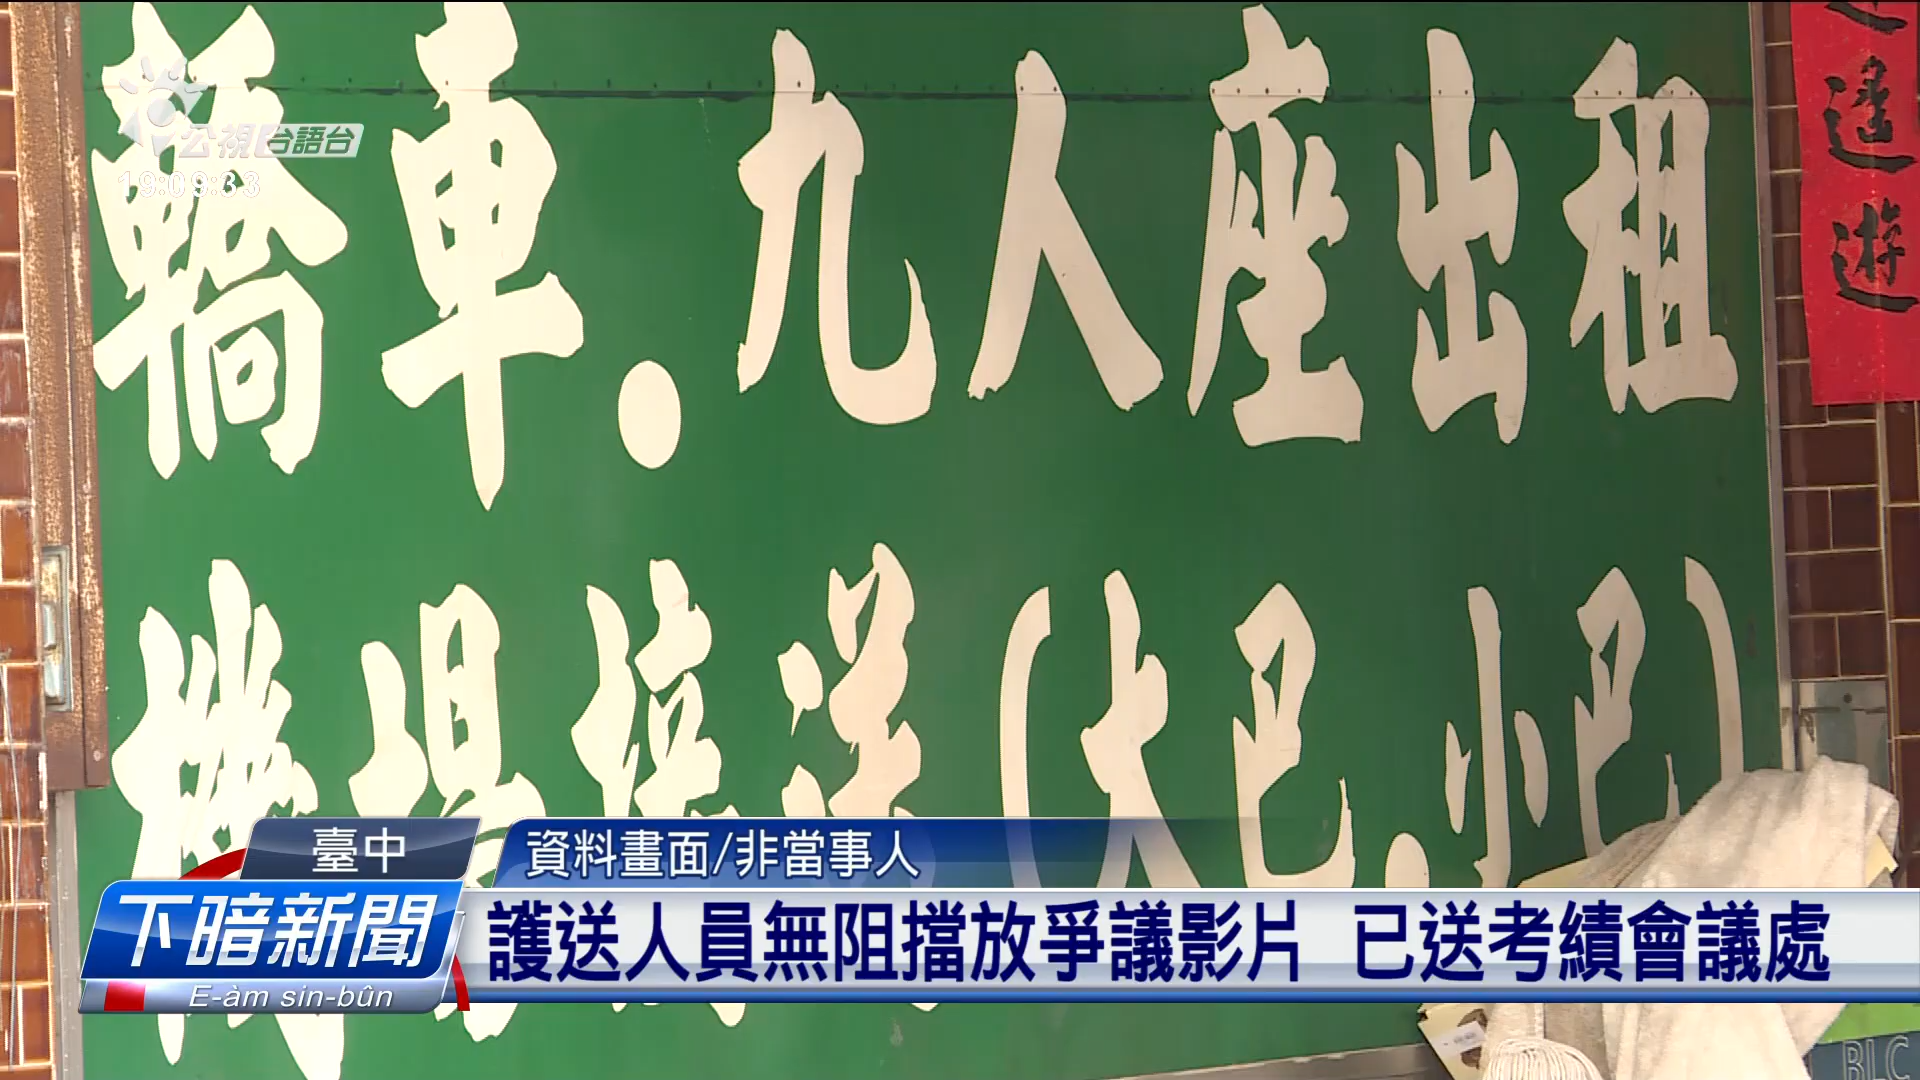 轎車.九人座出租
機場接送(大巴.小巴)
遙遊
公視台語台
19:09:33
臺中
資料畫面/非當事人
下暗新聞
護送人員無阻擋放爭議影片 已送考績會議處
E-àm sin-bûn
BLC